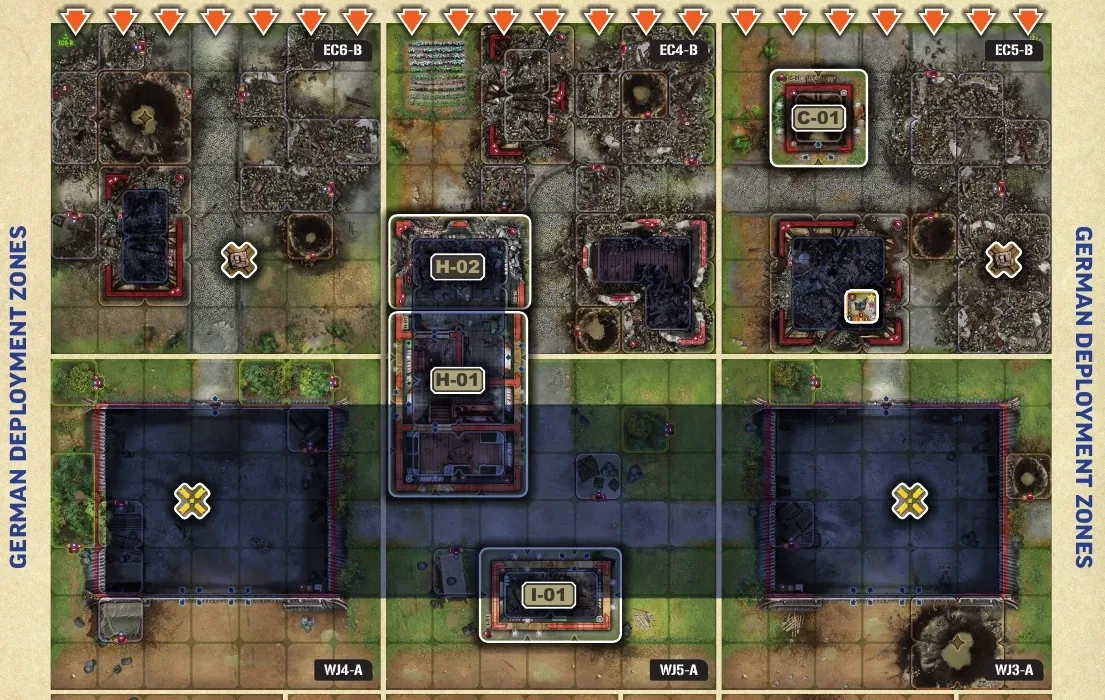 EC6-B
EC4-B
EC5-B
C-01
H-02
H-01
GERMAN DEPLOYMENT ZONES
GERMAN DEPLOYMENT ZONES
I-01
WJ4-A
WJ5-A
WJ3-A